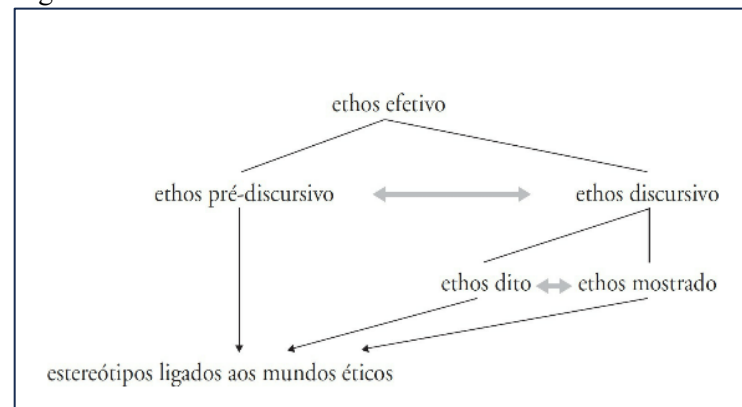 ethos efetivo
ethos pré-discursivo ethos discursivo
ethos dito ethos mostrado
estereótipos ligados aos mundos éticos